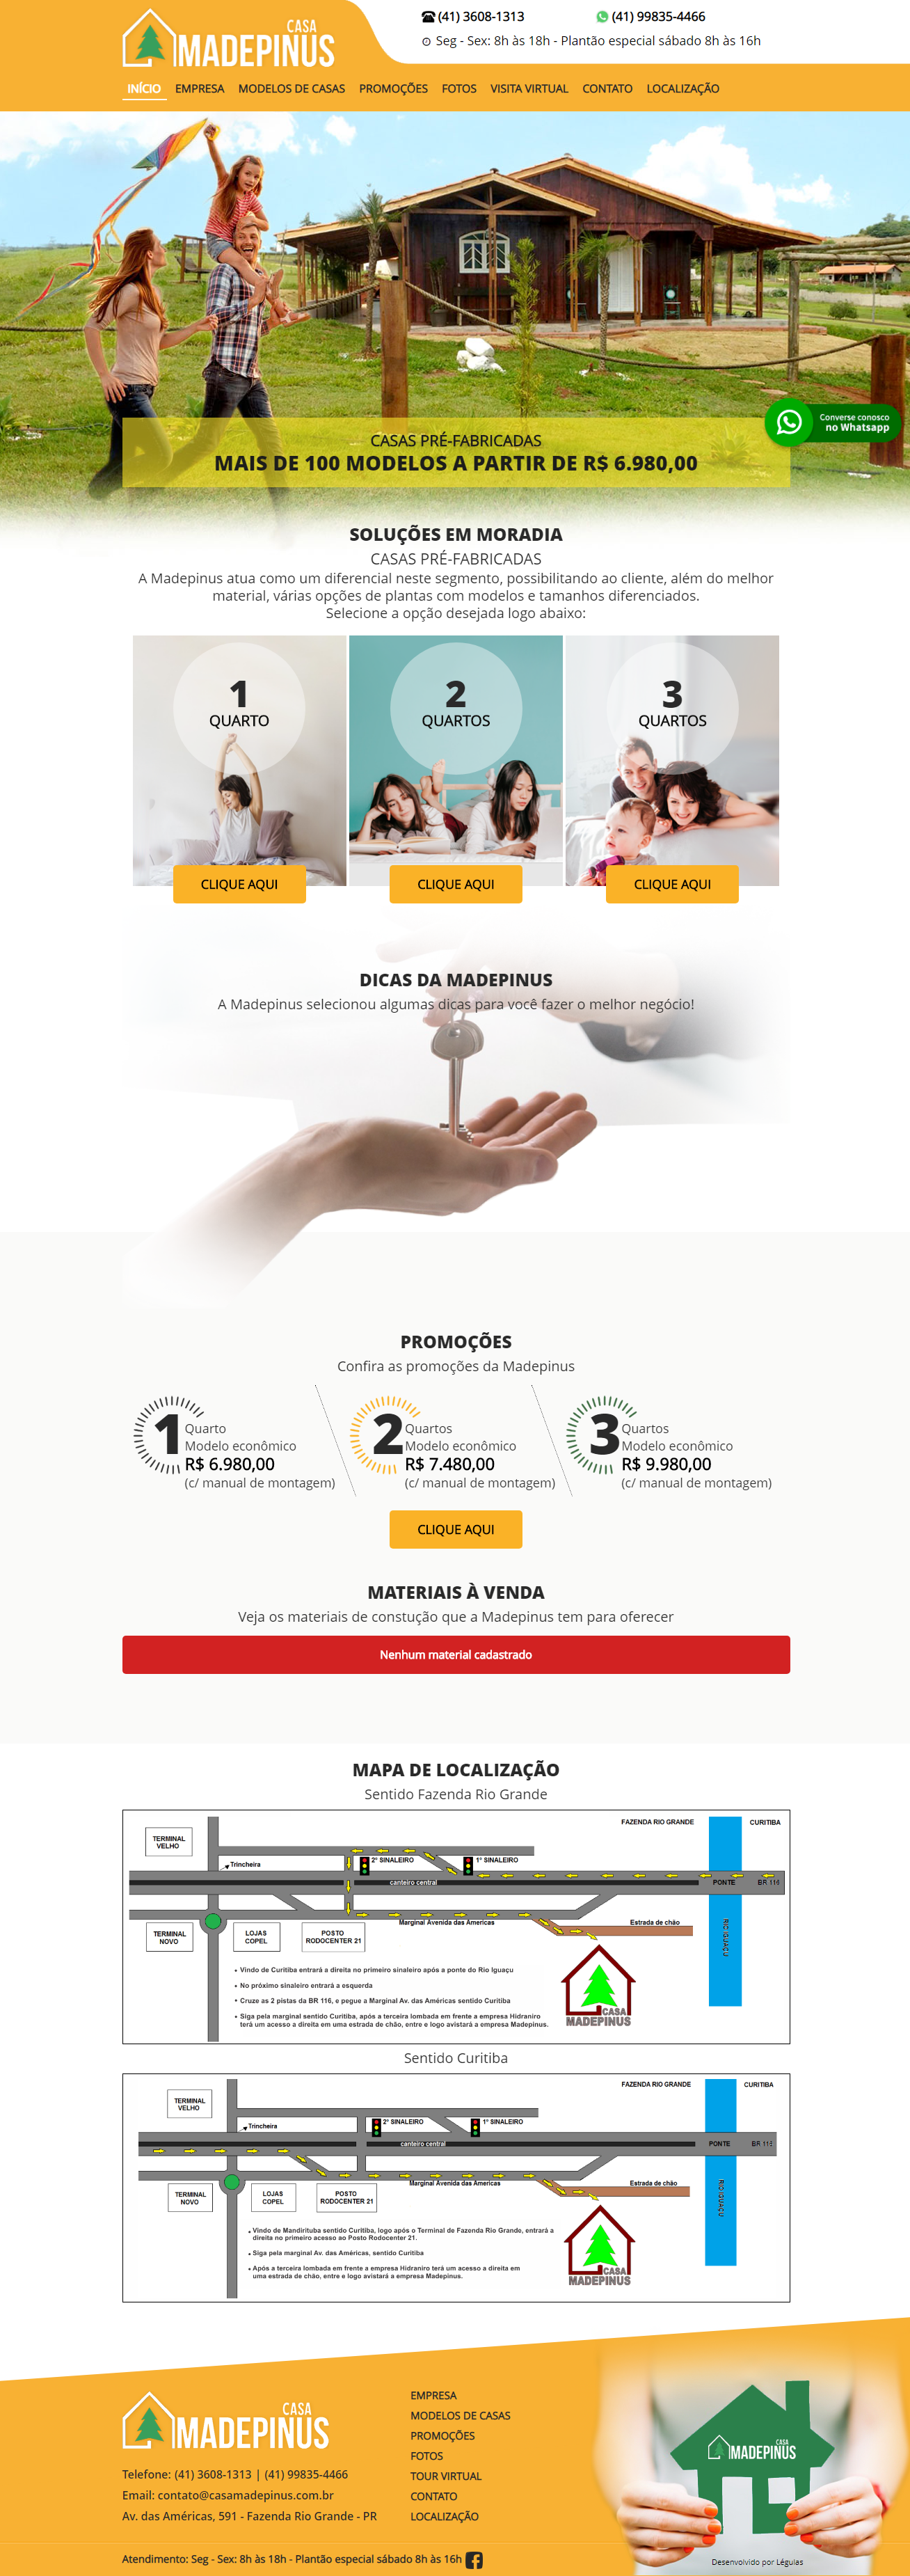 CASA
MADEPINUS
(41) 3608-1313
(41) 99835-4466
Seg - Sex: 8h às 18h - Plantão especial sábado 8h às 16h
INÍCIO EMPRESA MODELOS DE CASAS PROMOÇÕES FOTOS VISITA VIRTUAL CONTATO LOCALIZAÇÃO
Converse conosco
no Whatsapp
CASAS PRÉ-FABRICADAS
MAIS DE 100 MODELOS A PARTIR DE R$ 6.980,00
SOLUÇÕES EM MORADIA
CASAS PRÉ-FABRICADAS
A Madepinus atua como um diferencial neste segmento, possibilitando ao cliente, além do melhor
material, várias opções de plantas com modelos e tamanhos diferenciados.
Selecione a opção desejada logo abaixo:
1
QUARTO
CLIQUE AQUI
2
QUARTOS
CLIQUE AQUI
3
QUARTOS
CLIQUE AQUI
DICAS DA MADEPINUS
A Madepinus selecionou algumas dicas para você fazer o melhor negócio!
PROMOÇÕES
Confira as promoções da Madepinus
1
Quarto
Modelo econômico
R$ 6.980,00
(c/ manual de montagem)
2
Quartos
Modelo econômico
R$ 7.480,00
(c/ manual de montagem)
3
Quartos
Modelo econômico
R$ 9.980,00
(c/ manual de montagem)
CLIQUE AQUI
MATERIAIS À VENDA
Veja os materiais de constução que a Madepinus tem para oferecer
Nenhum material cadastrado
MAPA DE LOCALIZAÇÃO
Sentido Fazenda Rio Grande
FAZENDA RIO GRANDE
CURITIBA
TERMINAL
VELHO
Trincheira
2º SINALEIRO
1º SINALEIRO
canteiro central
PONTE
BR 116
Marginal Avenida das Americas
Estrada de chão
TERMINAL
NOVO
LOJAS
COPEL
POSTO
RODOCENTER 21
RIO IGUAÇU
• Vindo de Curitiba entrará a direita no primeiro sinaleiro após a ponte do Rio Iguaçu
• No próximo sinaleiro entrará a esquerda
• Cruze as 2 pistas da BR 116, e pegue a Marginal Av. das Américas sentido Curitiba
• Siga pela marginal sentido Curitiba, após a terceira lombada em frente a empresa Hidraniro
terá um acesso a direita em uma estrada de chão, entre e logo avistará a empresa Madepinus.
CASA
MADEPINUS
Sentido Curitiba
FAZENDA RIO GRANDE
CURITIBA
TERMINAL
VELHO
Trincheira
2º SINALEIRO
1º SINALEIRO
canteiro central
PONTE
BR 116
Marginal Avenida das Americas
Estrada de chão
TERMINAL
NOVO
LOJAS
COPEL
POSTO
RODOCENTER 21
RIO IGUAÇU
• Vindo de Mandirituba sentido Curitiba, logo após o Terminal de Fazenda Rio Grande, entrará a
direita no primeiro acesso ao Posto Rodocenter 21.
• Siga pela marginal Av. das Américas, sentido Curitiba
• Após a terceira lombada em frente a empresa Hidraniro terá um acesso a direita em
uma estrada de chão, entre e logo avistará a empresa Madepinus.
CASA
MADEPINUS
CASA
MADEPINUS
Telefone: (41) 3608-1313 | (41) 99835-4466
Email: contato@casamadepinus.com.br
Av. das Américas, 591 - Fazenda Rio Grande - PR
EMPRESA
MODELOS DE CASAS
PROMOÇÕES
FOTOS
TOUR VIRTUAL
CONTATO
LOCALIZAÇÃO
CASA
MADEPINUS
Atendimento: Seg - Sex: 8h às 18h - Plantão especial sábado 8h às 16h
Desenvolvido por Léguias